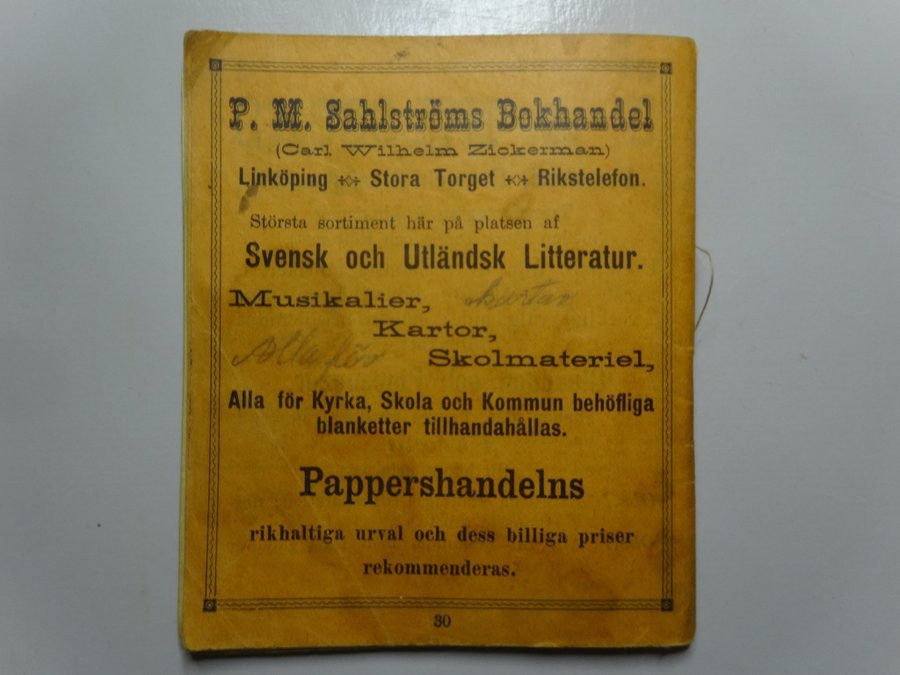 P. M. Sahlströms Bokhandel
(Carl Wilhelm Zickerman)
Linköping Stora Torget Rikstelefon.
Största sortiment här på platsen af
Svensk och Utländsk Litteratur.
Musikalier,
Kartor,
Skolmateriel,
Alla för Kyrka, Skola och Kommun behöfliga
blanketter tillhandahållas.
Pappershandelns
rikhaltiga urval och dess billiga priser
rekommenderas.
30